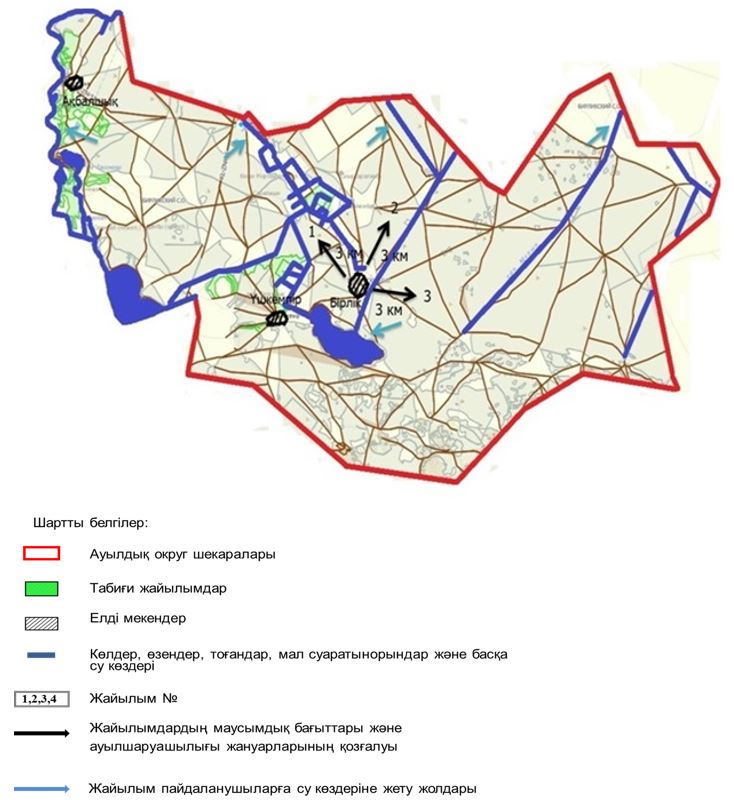 БИРЛИКСКИЙ С.О.
Ақбалшық
БИРЛИКСКИЙ С.О.
2
1
3 км
3 км
Үшкемпір
Бірлік
3
3 км
Шартты белгілер:
Ауылдық округ шекаралары
Табиғи жайылымдар
Елді мекендер
Көлдер, өзендер, тоғандар, мал суаратынорындар және басқа
су көздері
1,2,3,4 Жайылым №
Жайылымдардың маусымдық бағыттары және
ауылшаруашылығы жануарларының қозғалуы
Жайылым пайдаланушыларға су көздеріне жету жолдары